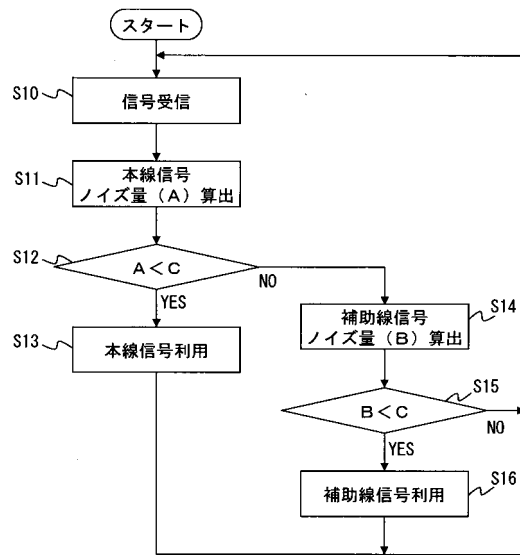 スタート
S10
信号受信
S11
本線信号
ノイズ量(A)算出
S12
A<C
NO
YES
S13
本線信号利用
S14
補助線信号
ノイズ量(B)算出
S15
B<C
NO
YES
S16
補助線信号利用